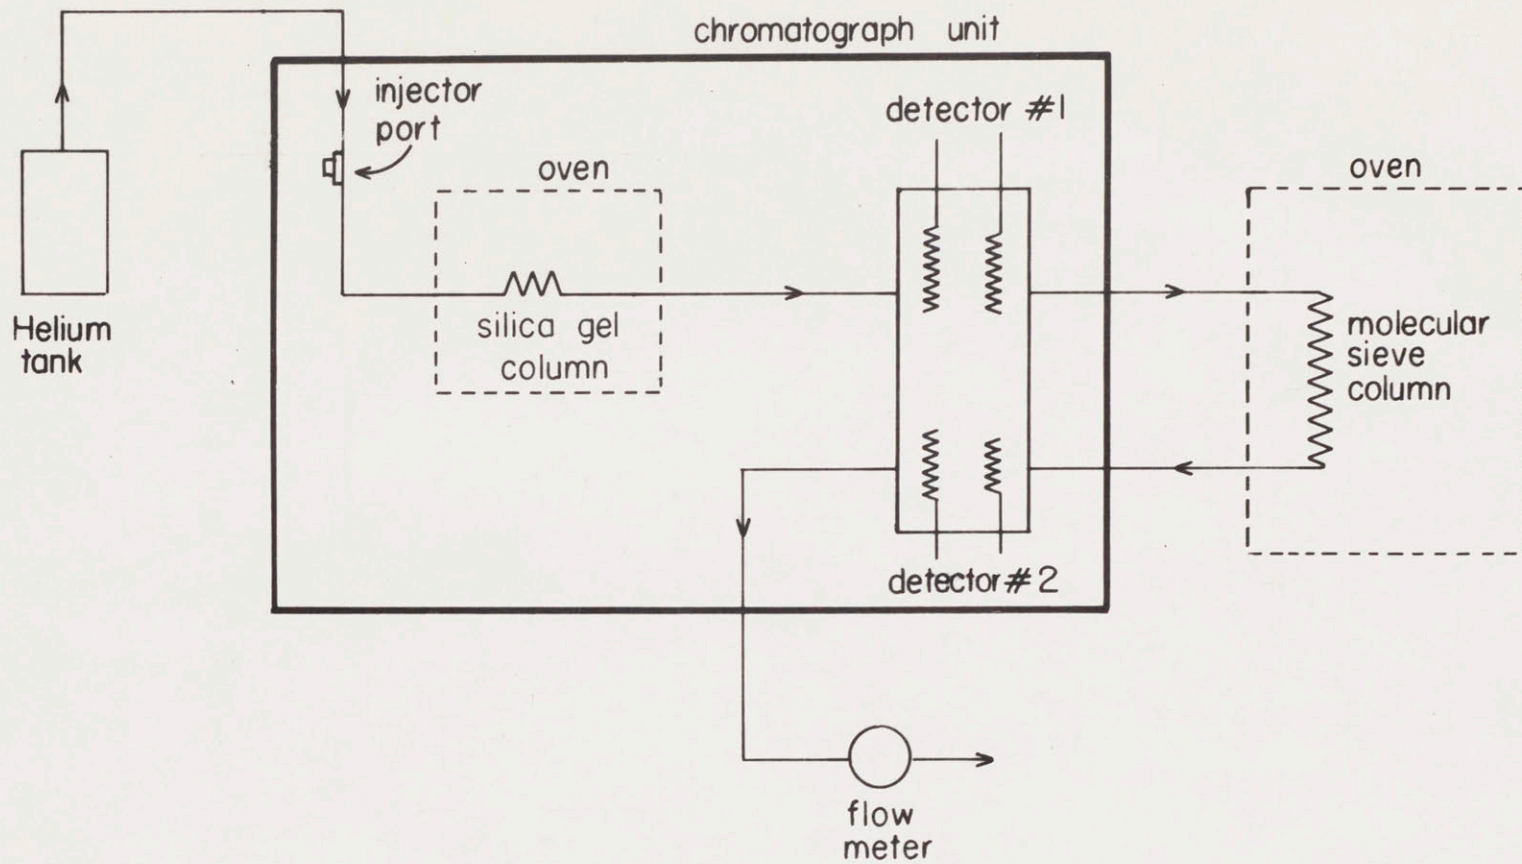 chromatograph unit
injector
port
detector #1
oven
oven
Helium
tank
silica gel
column
molecular
sieve
column
detector #2
flow
meter